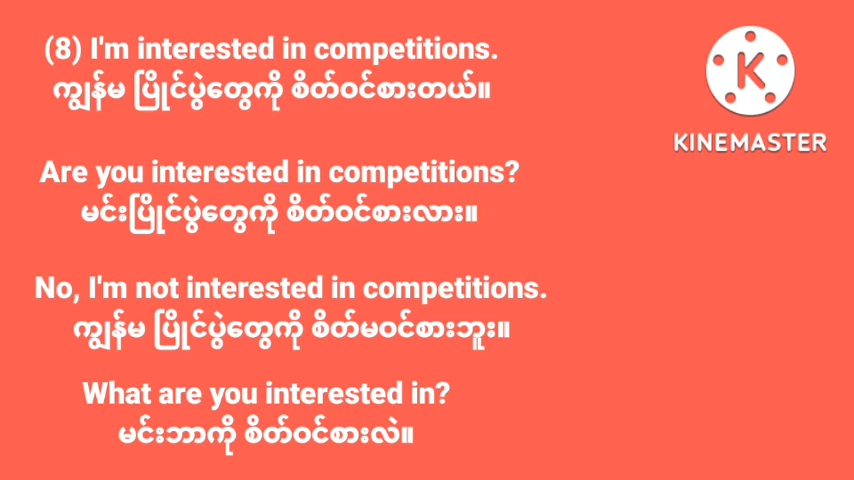 (8) I'm interested in competitions.
ကျွန်မ ပြိုင်ပွဲတွေကို စိတ်ဝင်စားတယ်။
Are you interested in competitions?
မင်းပြိုင်ပွဲတွေကို စိတ်ဝင်စားလား။
No, I'm not interested in competitions.
ကျွန်မ ပြိုင်ပွဲတွေကို စိတ်မဝင်စားဘူး။
What are you interested in?
မင်းဘာကို စိတ်ဝင်စားလဲ။
K
KINEMASTER